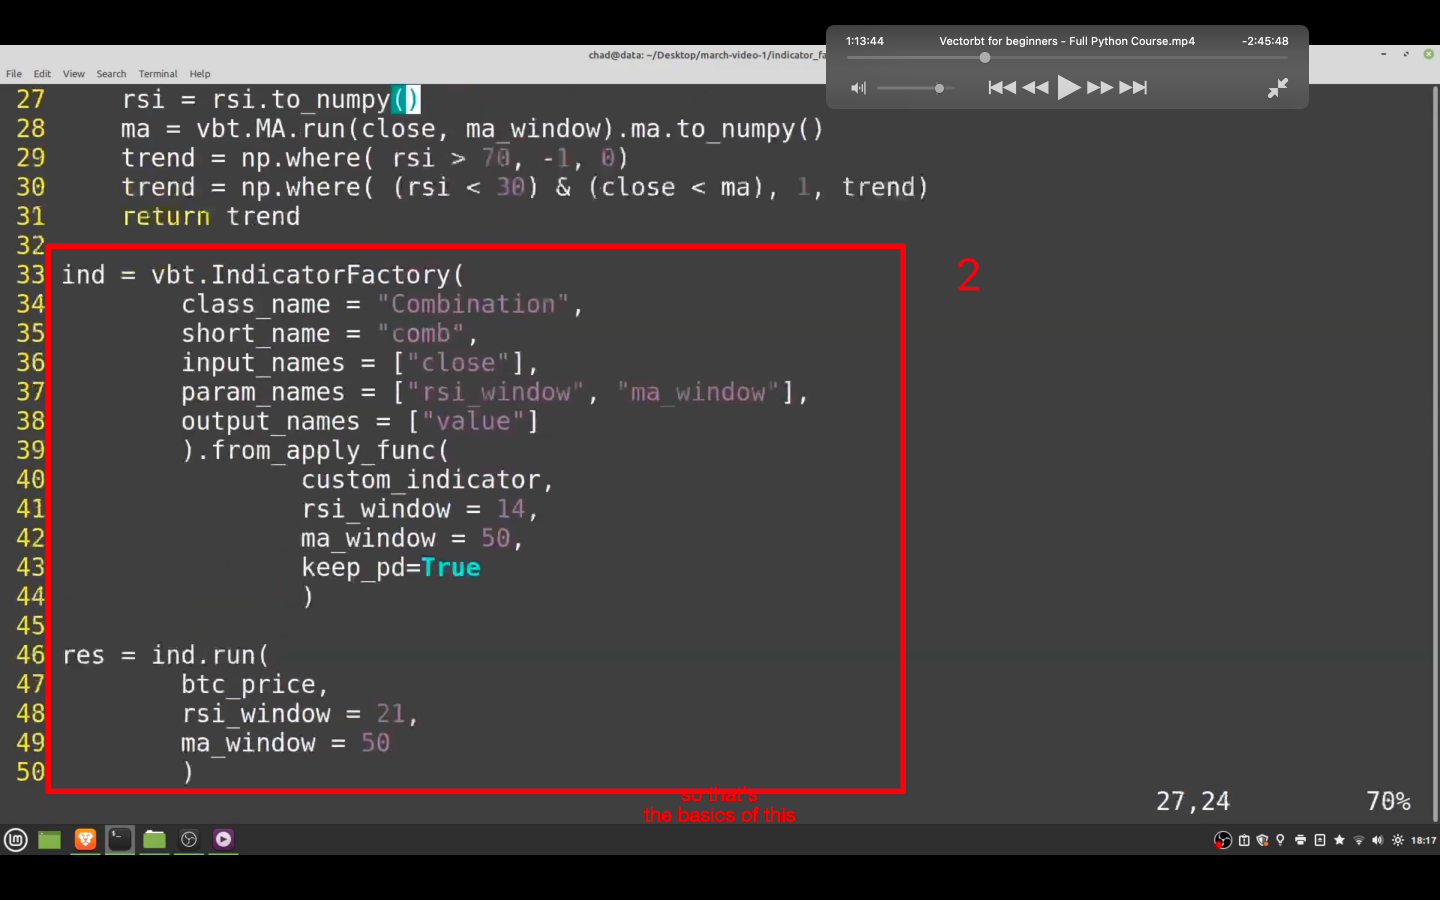 1:13:44 Vectorbt for beginners - Full Python Course.mp4 -2:45:48
chad@data: ~/Desktop/march-video-1/indicator_fa
File Edit View Search Terminal Help
27 rsi = rsi.to_numpy()
28 ma = vbt.MA.run(close, ma_window).ma.to_numpy()
29 trend = np.where( rsi > 70, -1, 0)
30 trend = np.where( (rsi < 30) & (close < ma), 1, trend)
31 return trend
32
33 ind = vbt.IndicatorFactory(
34 class_name = "Combination",
35 short_name = "comb",
36 input_names = ["close"],
37 param_names = ["rsi_window", "ma_window"],
38 output_names = ["value"]
39 ).from_apply_func(
40 custom_indicator,
41 rsi_window = 14,
42 ma_window = 50,
43 keep_pd=True
44 )
45
46 res = ind.run(
47 btc_price,
48 rsi_window = 21,
49 ma_window = 50
50 )
2
so that's
the basics of this
27,24 70%
18:17